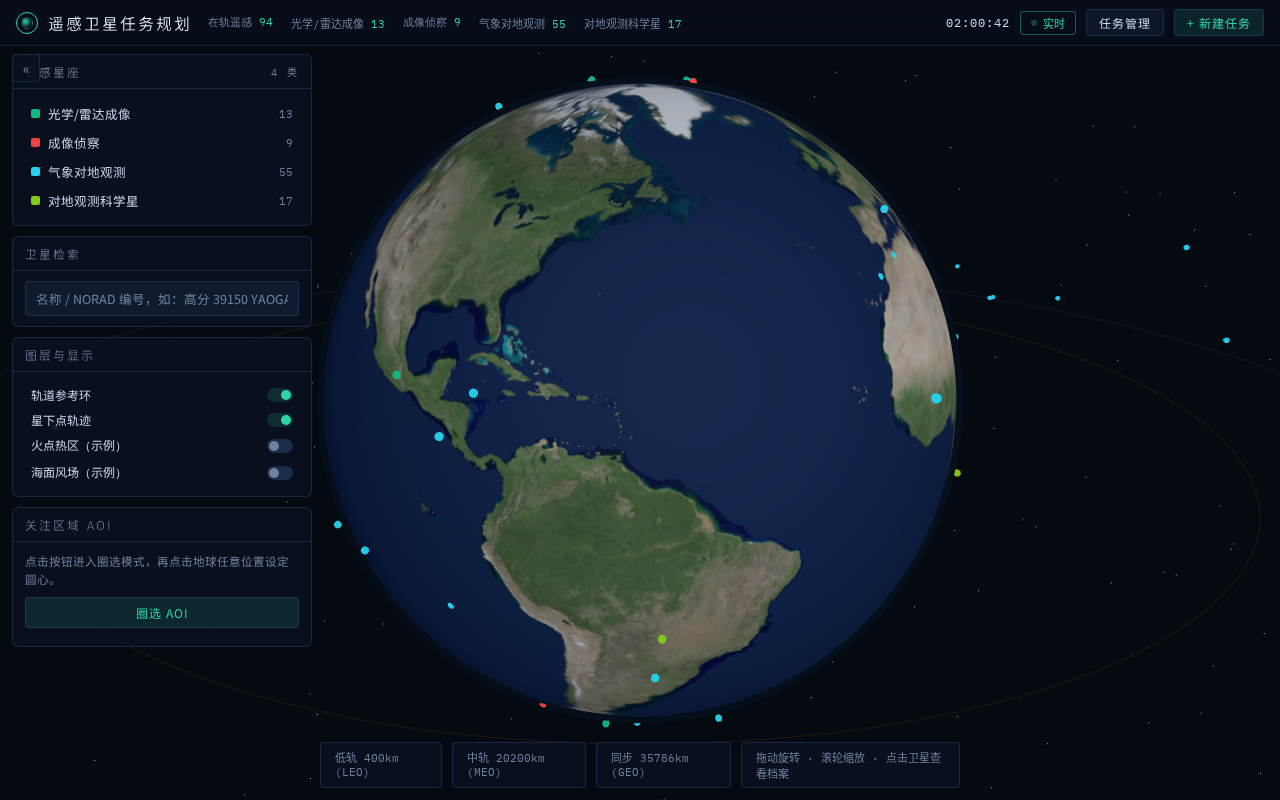 遥感卫星任务规划
在轨遥感 94
光学/雷达成像 13
成像侦察 9
气象对地观测 55
对地观测科学星 17
02:00:42
实时
任务管理
+ 新建任务
«
感星座
4 类
光学/雷达成像 13
成像侦察 9
气象对地观测 55
对地观测科学星 17
卫星检索
名称 / NORAD 编号, 如: 高分 39150 YAOGA
图层与显示
轨道参考环
星下点轨迹
火点热区 (示例)
海面风场 (示例)
关注区域 AOI
点击按钮进入圈选模式，再点击地球任意位置设定
圆心。
圈选 AOI
低轨 400km
(LEO)
中轨 20200km
(MEO)
同步 35786km
(GEO)
拖动旋转 · 滚轮缩放 · 点击卫星查
看档案